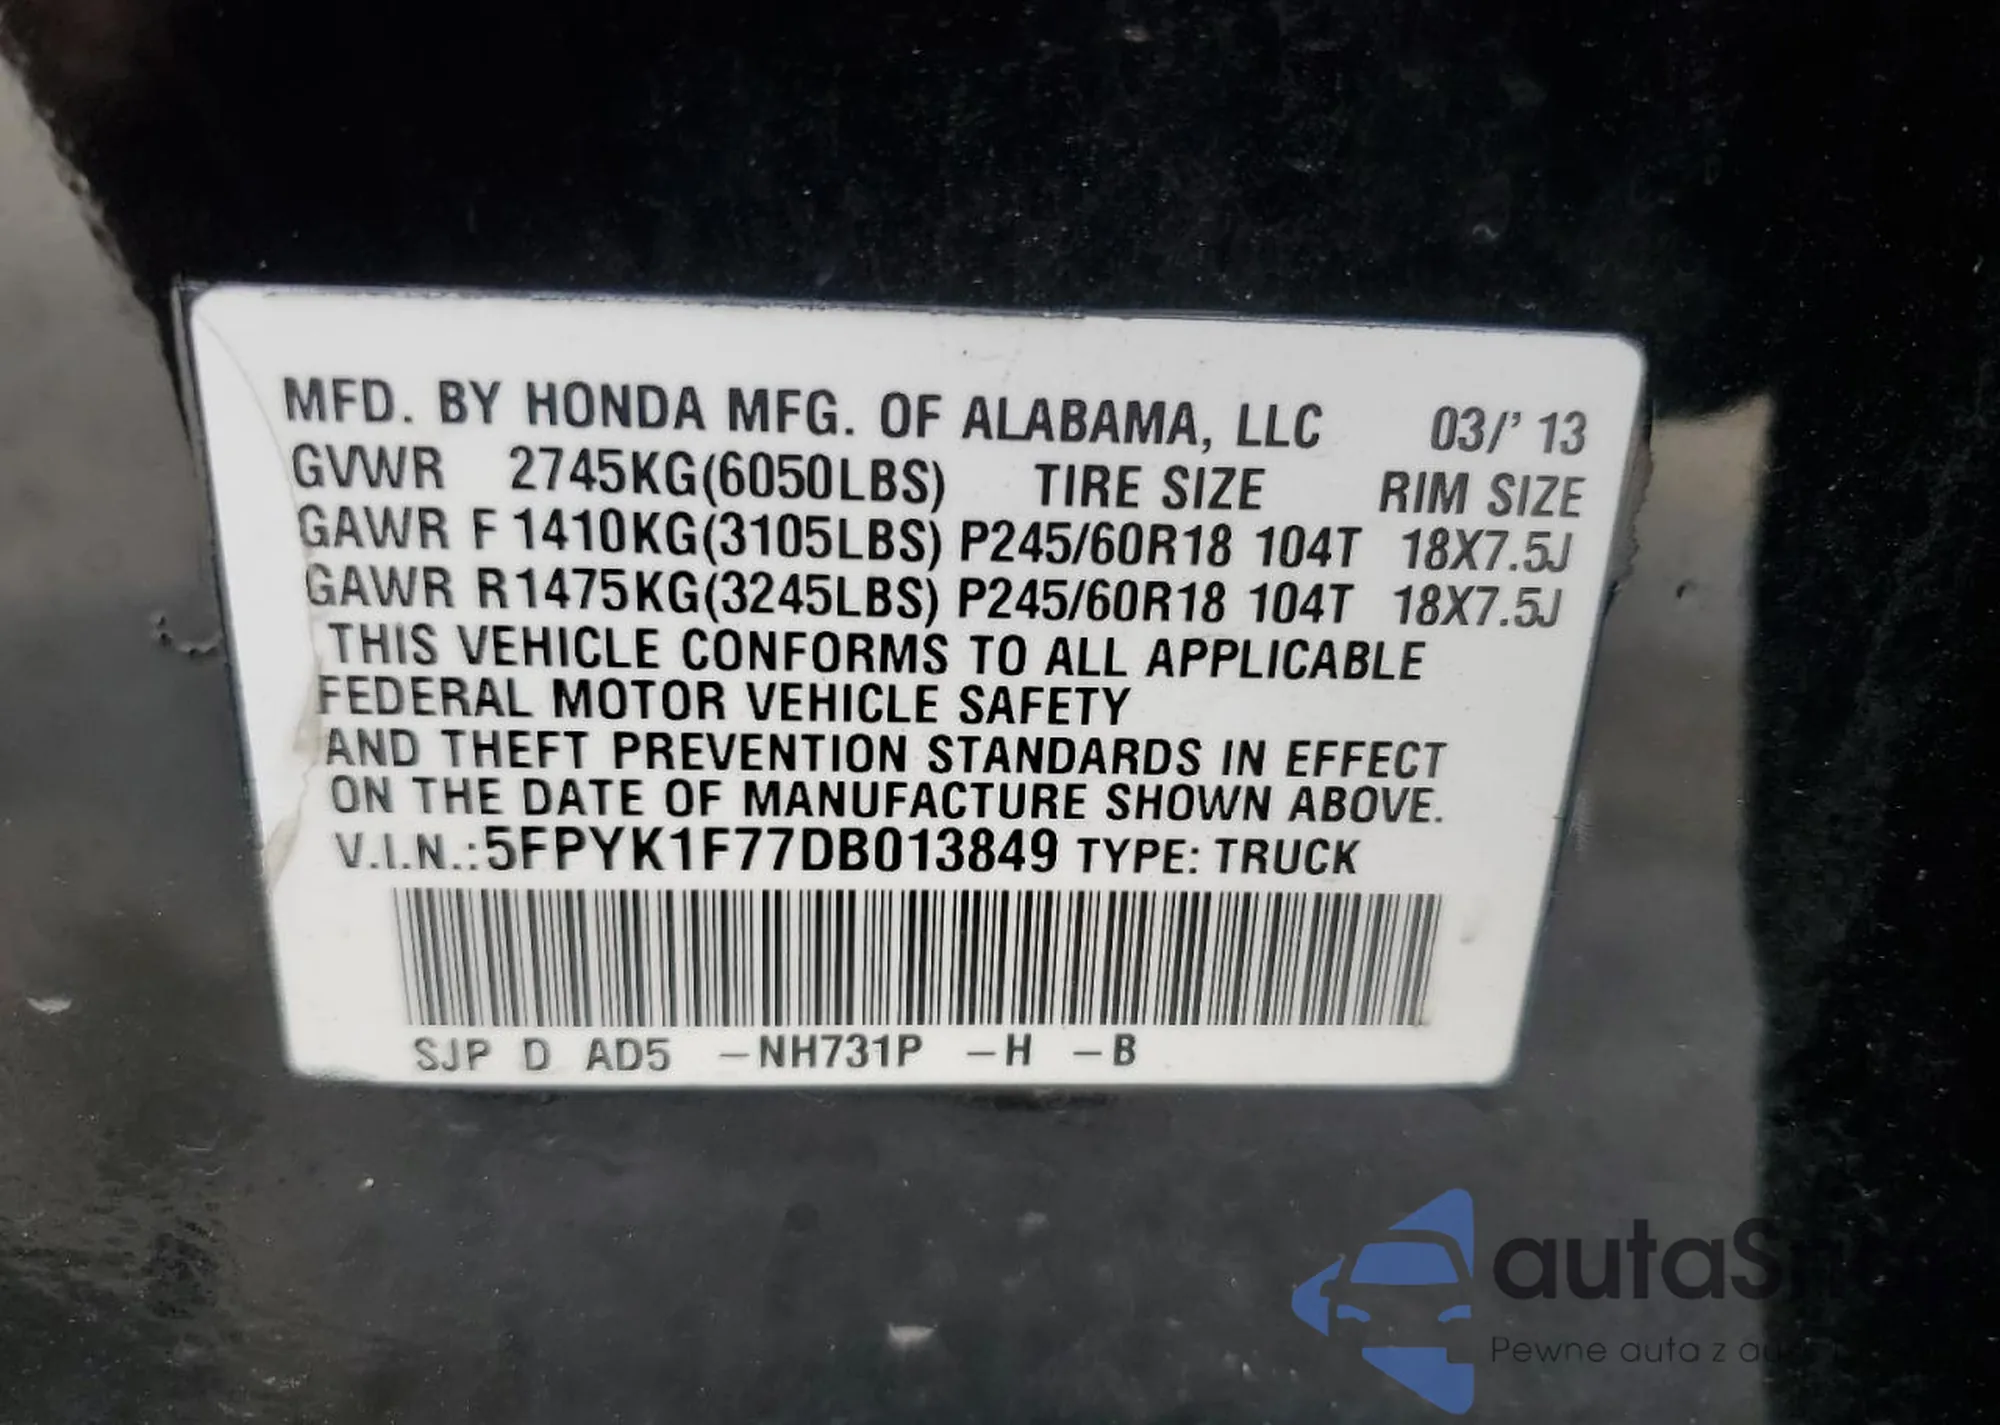 MFD. BY HONDA MFG. OF ALABAMA, LLC 03/' 13
GVWR 2745KG(6050LBS) TIRE SIZE RIM SIZE
GAWR F 1410KG(3105LBS) P245/60R18 104T 18X7.5J
GAWR R1475KG(3245LBS) P245/60R18 104T 18X7.5J
THIS VEHICLE CONFORMS TO ALL APPLICABLE
FEDERAL MOTOR VEHICLE SAFETY
AND THEFT PREVENTION STANDARDS IN EFFECT
ON THE DATE OF MANUFACTURE SHOWN ABOVE.
V.I.N.:5FPYK1F77DB013849 TYPE: TRUCK
SJP D AD5 -NH731P -H -B
Pewne auta z